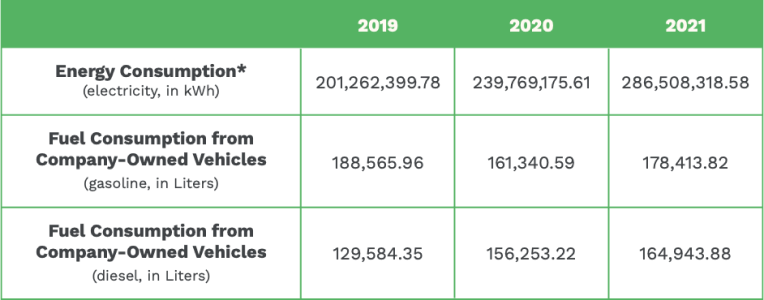 2019 2020 2021
Energy Consumption*
(electricity, in kWh)
201,262,399.78 239,769,175.61 286,508,318.58
Fuel Consumption from
Company-Owned Vehicles
(gasoline, in Liters)
188,565.96 161,340.59 178,413.82
Fuel Consumption from
Company-Owned Vehicles
(diesel, in Liters)
129,584.35 156,253.22 164,943.88